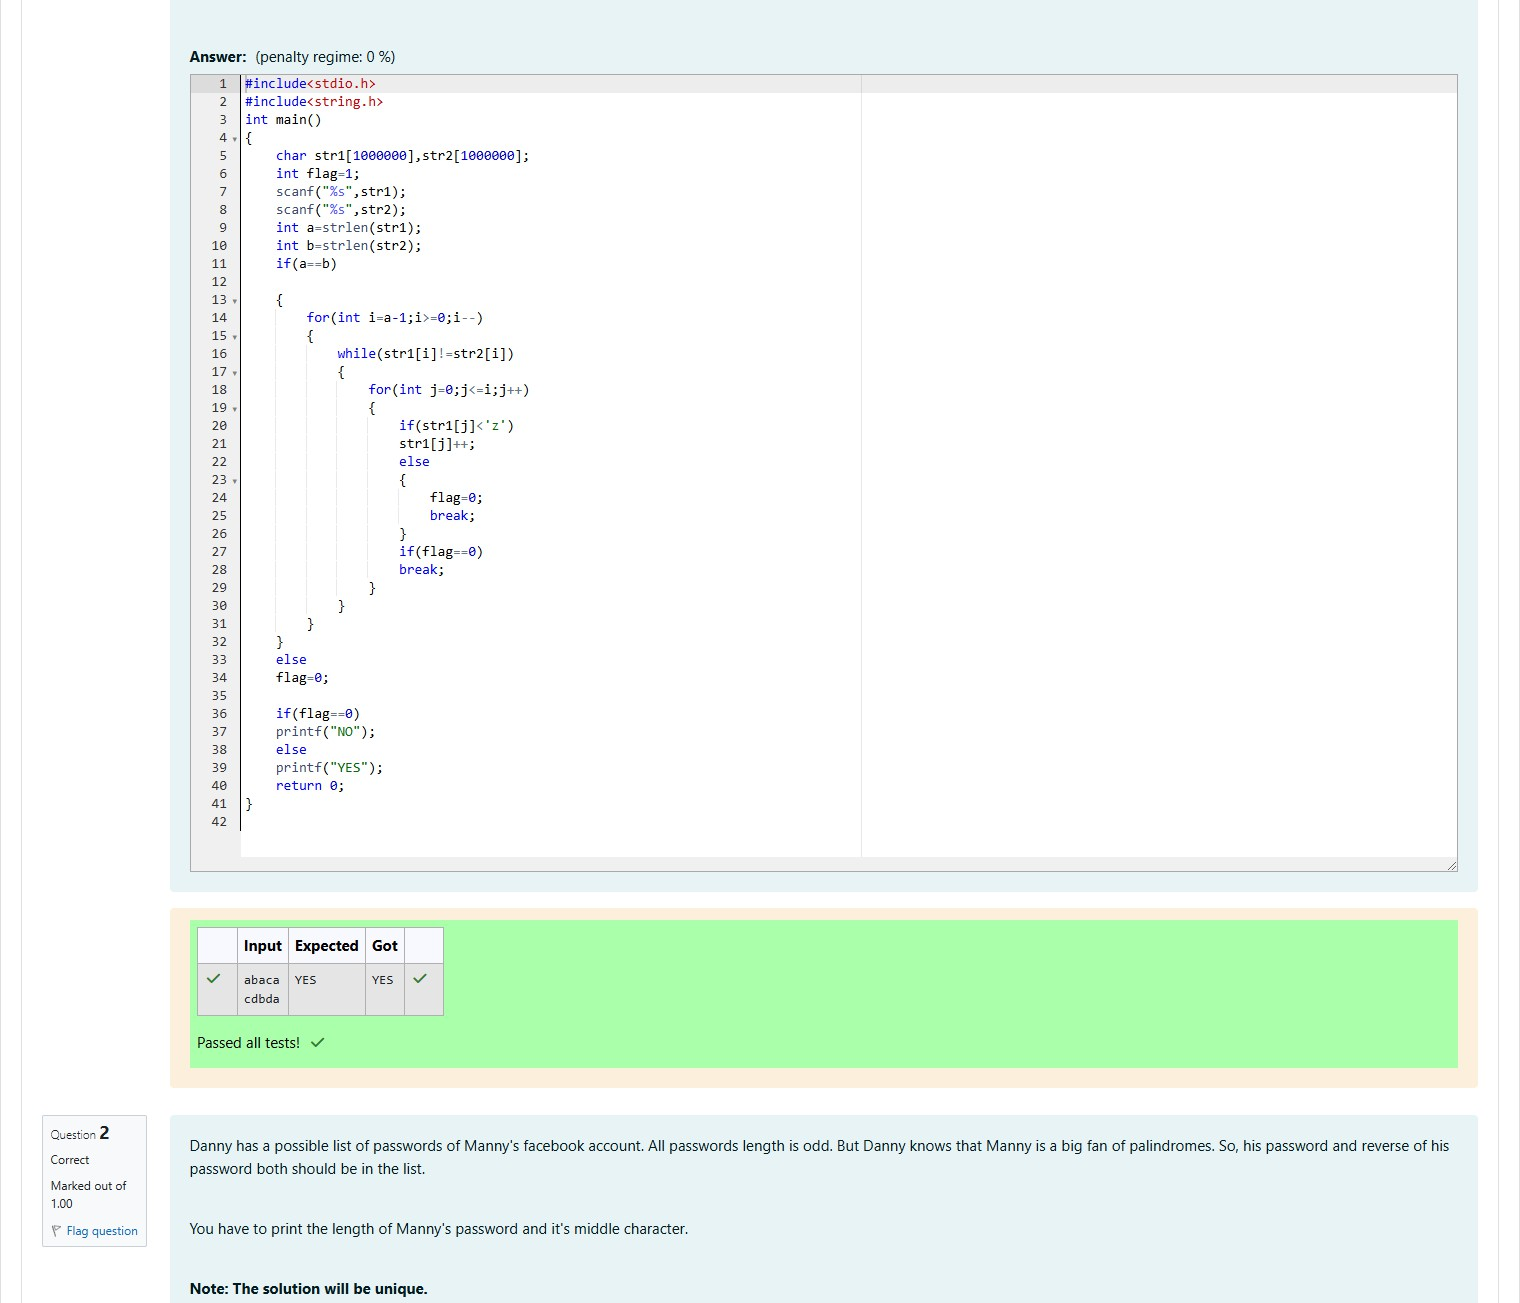 Answer: (penalty regime: 0 %)
1 #include<stdio.h>
2 #include<string.h>
3 int main()
4 {
5     char str1[1000000],str2[1000000];
6     int flag=1;
7     scanf("%s",str1);
8     scanf("%s",str2);
9     int a=strlen(str1);
10     int b=strlen(str2);
11     if(a==b)
12
13     {
14         for(int i=a-1;i>=0;i--)
15         {
16             while(str1[i]!=str2[i])
17             {
18                 for(int j=0;j<=i;j++)
19                 {
20                     if(str1[j]<'z')
21                     str1[j]++;
22                     else
23                     {
24                         flag=0;
25                         break;
26                     }
27                     if(flag==0)
28                     break;
29                 }
30             }
31         }
32     }
33     else
34     flag=0;
35
36     if(flag==0)
37     printf("NO");
38     else
39     printf("YES");
40     return 0;
41 }
42
Input Expected Got
abaca YES YES
cdbda
Passed all tests!
Question 2
Correct
Marked out of
1.00
Flag question
Danny has a possible list of passwords of Manny's facebook account. All passwords length is odd. But Danny knows that Manny is a big fan of palindromes. So, his password and reverse of his
password both should be in the list.
You have to print the length of Manny's password and it's middle character.
Note: The solution will be unique.